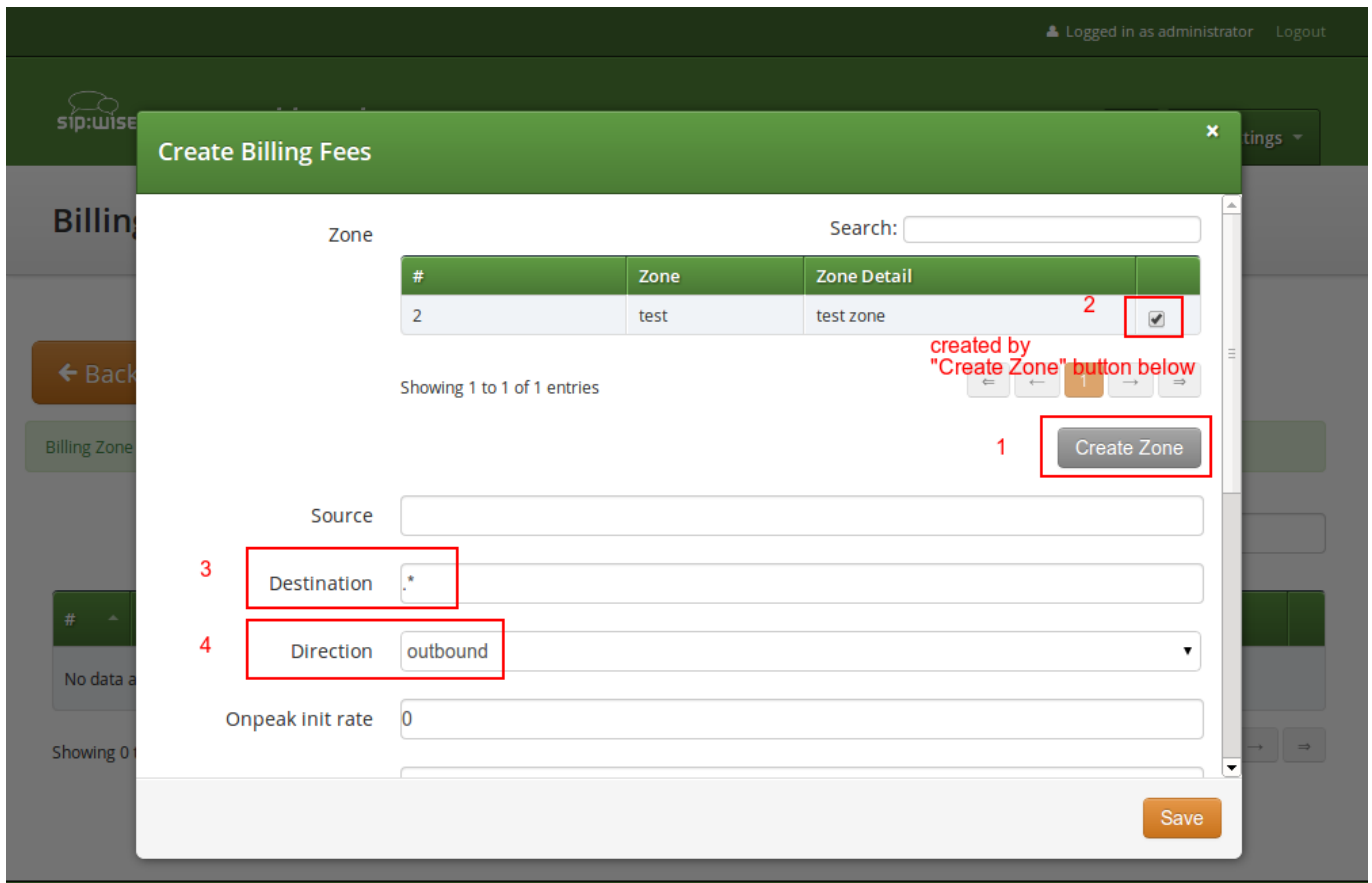 Logged in as administrator Logout
sip:wise
tings
Create Billing Fees ×
Billin
Zone Search:
# Zone Zone Detail
2 test test zone 2
created by
"Create Zone" button below
Showing 1 to 1 of 1 entries ⇐ ← 1 → ⇒
← Back
1 Create Zone
Billing Zone
Source
3 Destination .*
4 Direction outbound
#
No data a
Onpeak init rate 0
Showing 0 → ⇒
Save